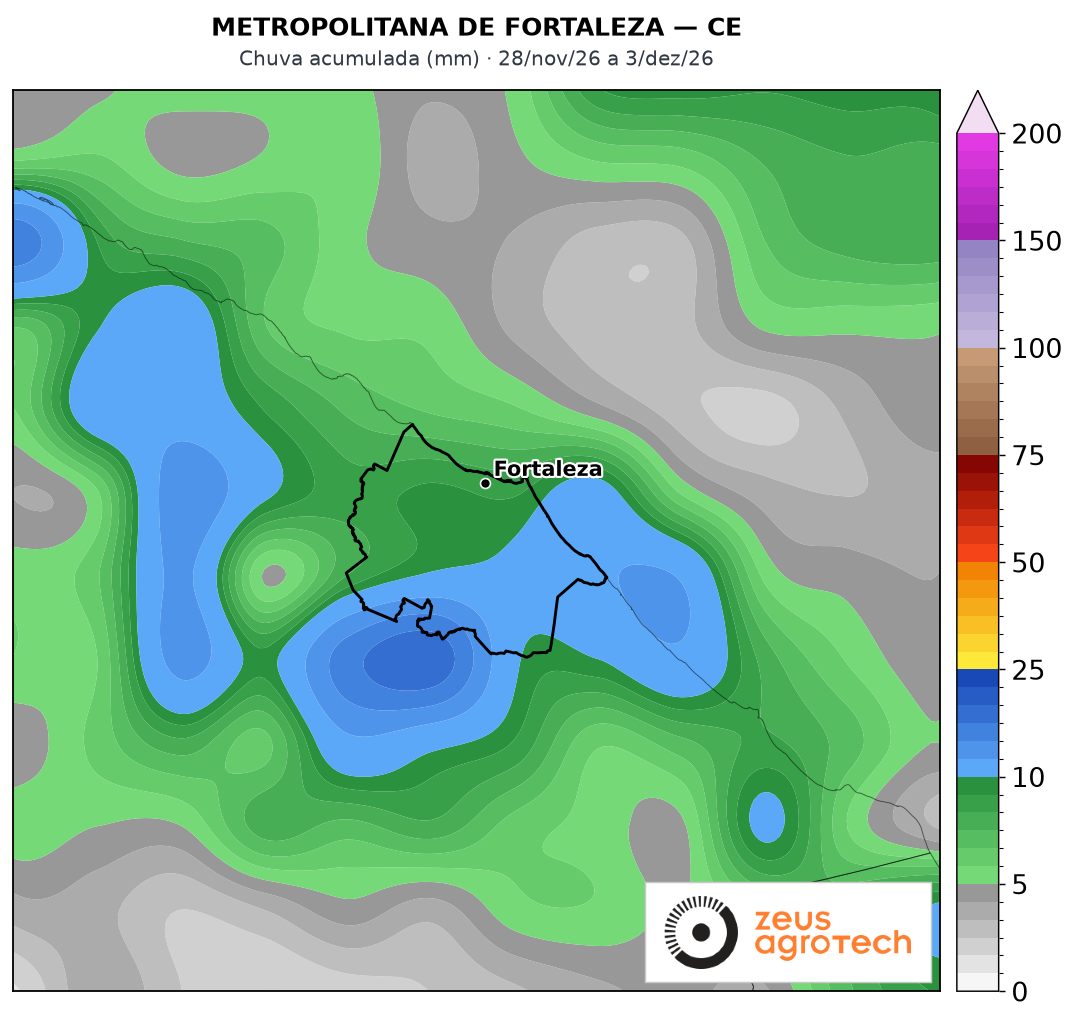 METROPOLITANA DE FORTALEZA — CE
Chuva acumulada (mm) · 28/nov/26 a 3/dez/26
Fortaleza
200
150
100
75
50
25
10
5
0
zeus
agrotech